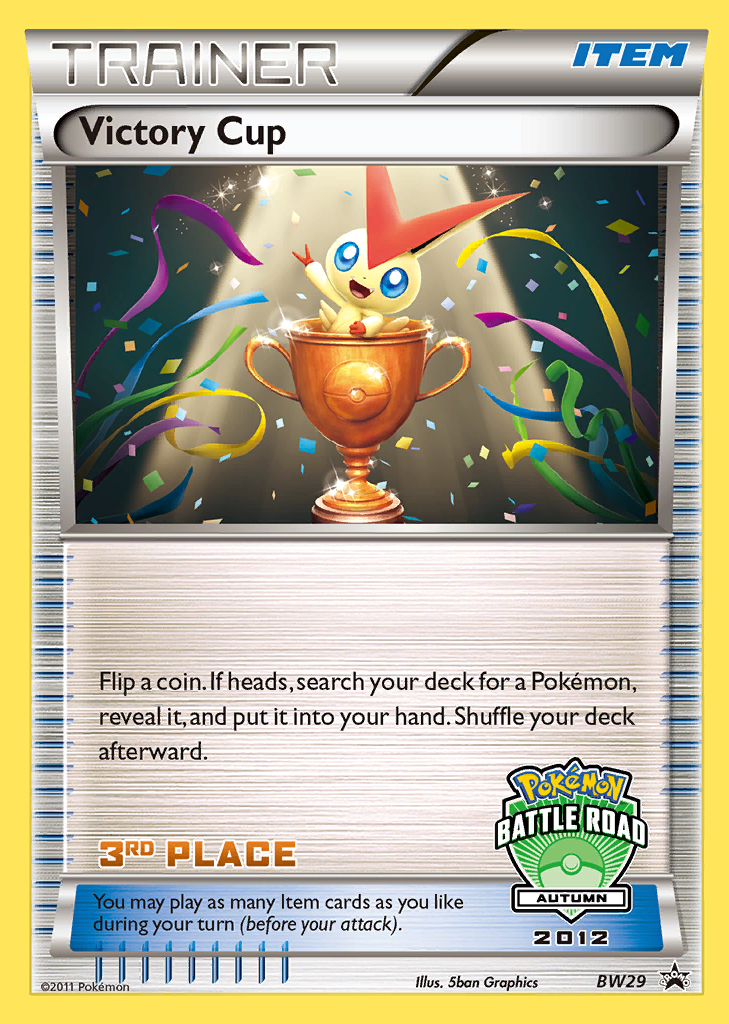 TRAINER
ITEM
Victory Cup
Flip a coin. If heads, search your deck for a Pokémon,
reveal it, and put it into your hand. Shuffle your deck
afterward.
POKéMON
BATTLE ROAD
AUTUMN
2012
3RD PLACE
You may play as many Item cards as you like
during your turn (before your attack).
©2011 Pokémon
Illus. 5ban Graphics
BW29
PROMO